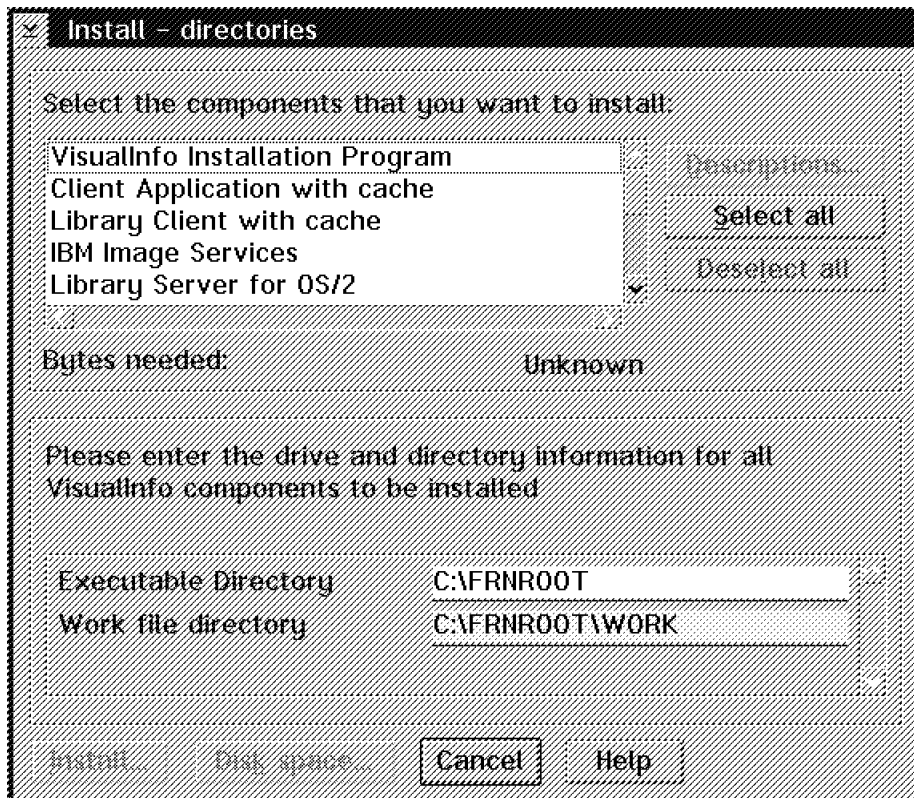 Install - directories
Select the components that you want to install:
VisualInfo Installation Program
Client Application with cache
Library Client with cache
IBM Image Services
Library Server for OS/2
Descriptions...
Select all
Deselect all
Bytes needed: Unknown
Please enter the drive and directory information for all
VisualInfo components to be installed
Executable Directory C:\FRNROOT
Work file directory C:\FRNROOT\WORK
Install... Disk space... Cancel Help